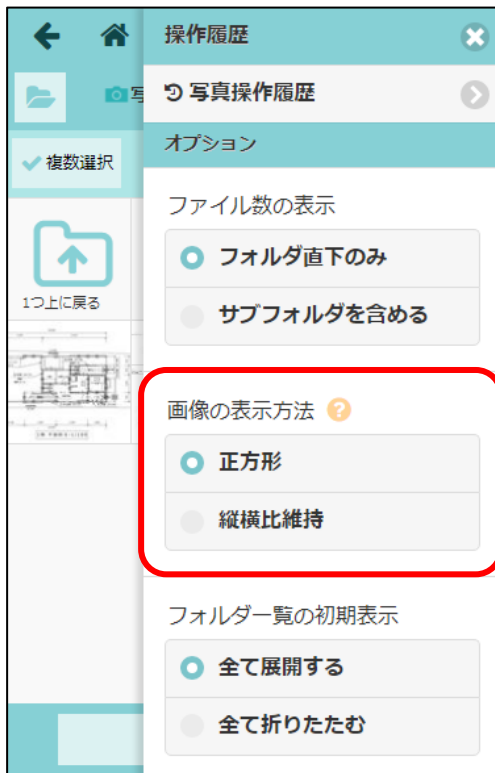 操作履歴
写真操作履歴
写
オプション
複数選択
ファイル数の表示
フォルダ直下のみ
サブフォルダを含める
1つ上に戻る
画像の表示方法
正方形
縦横比維持
フォルダ一覧の初期表示
全て展開する
全て折りたたむ